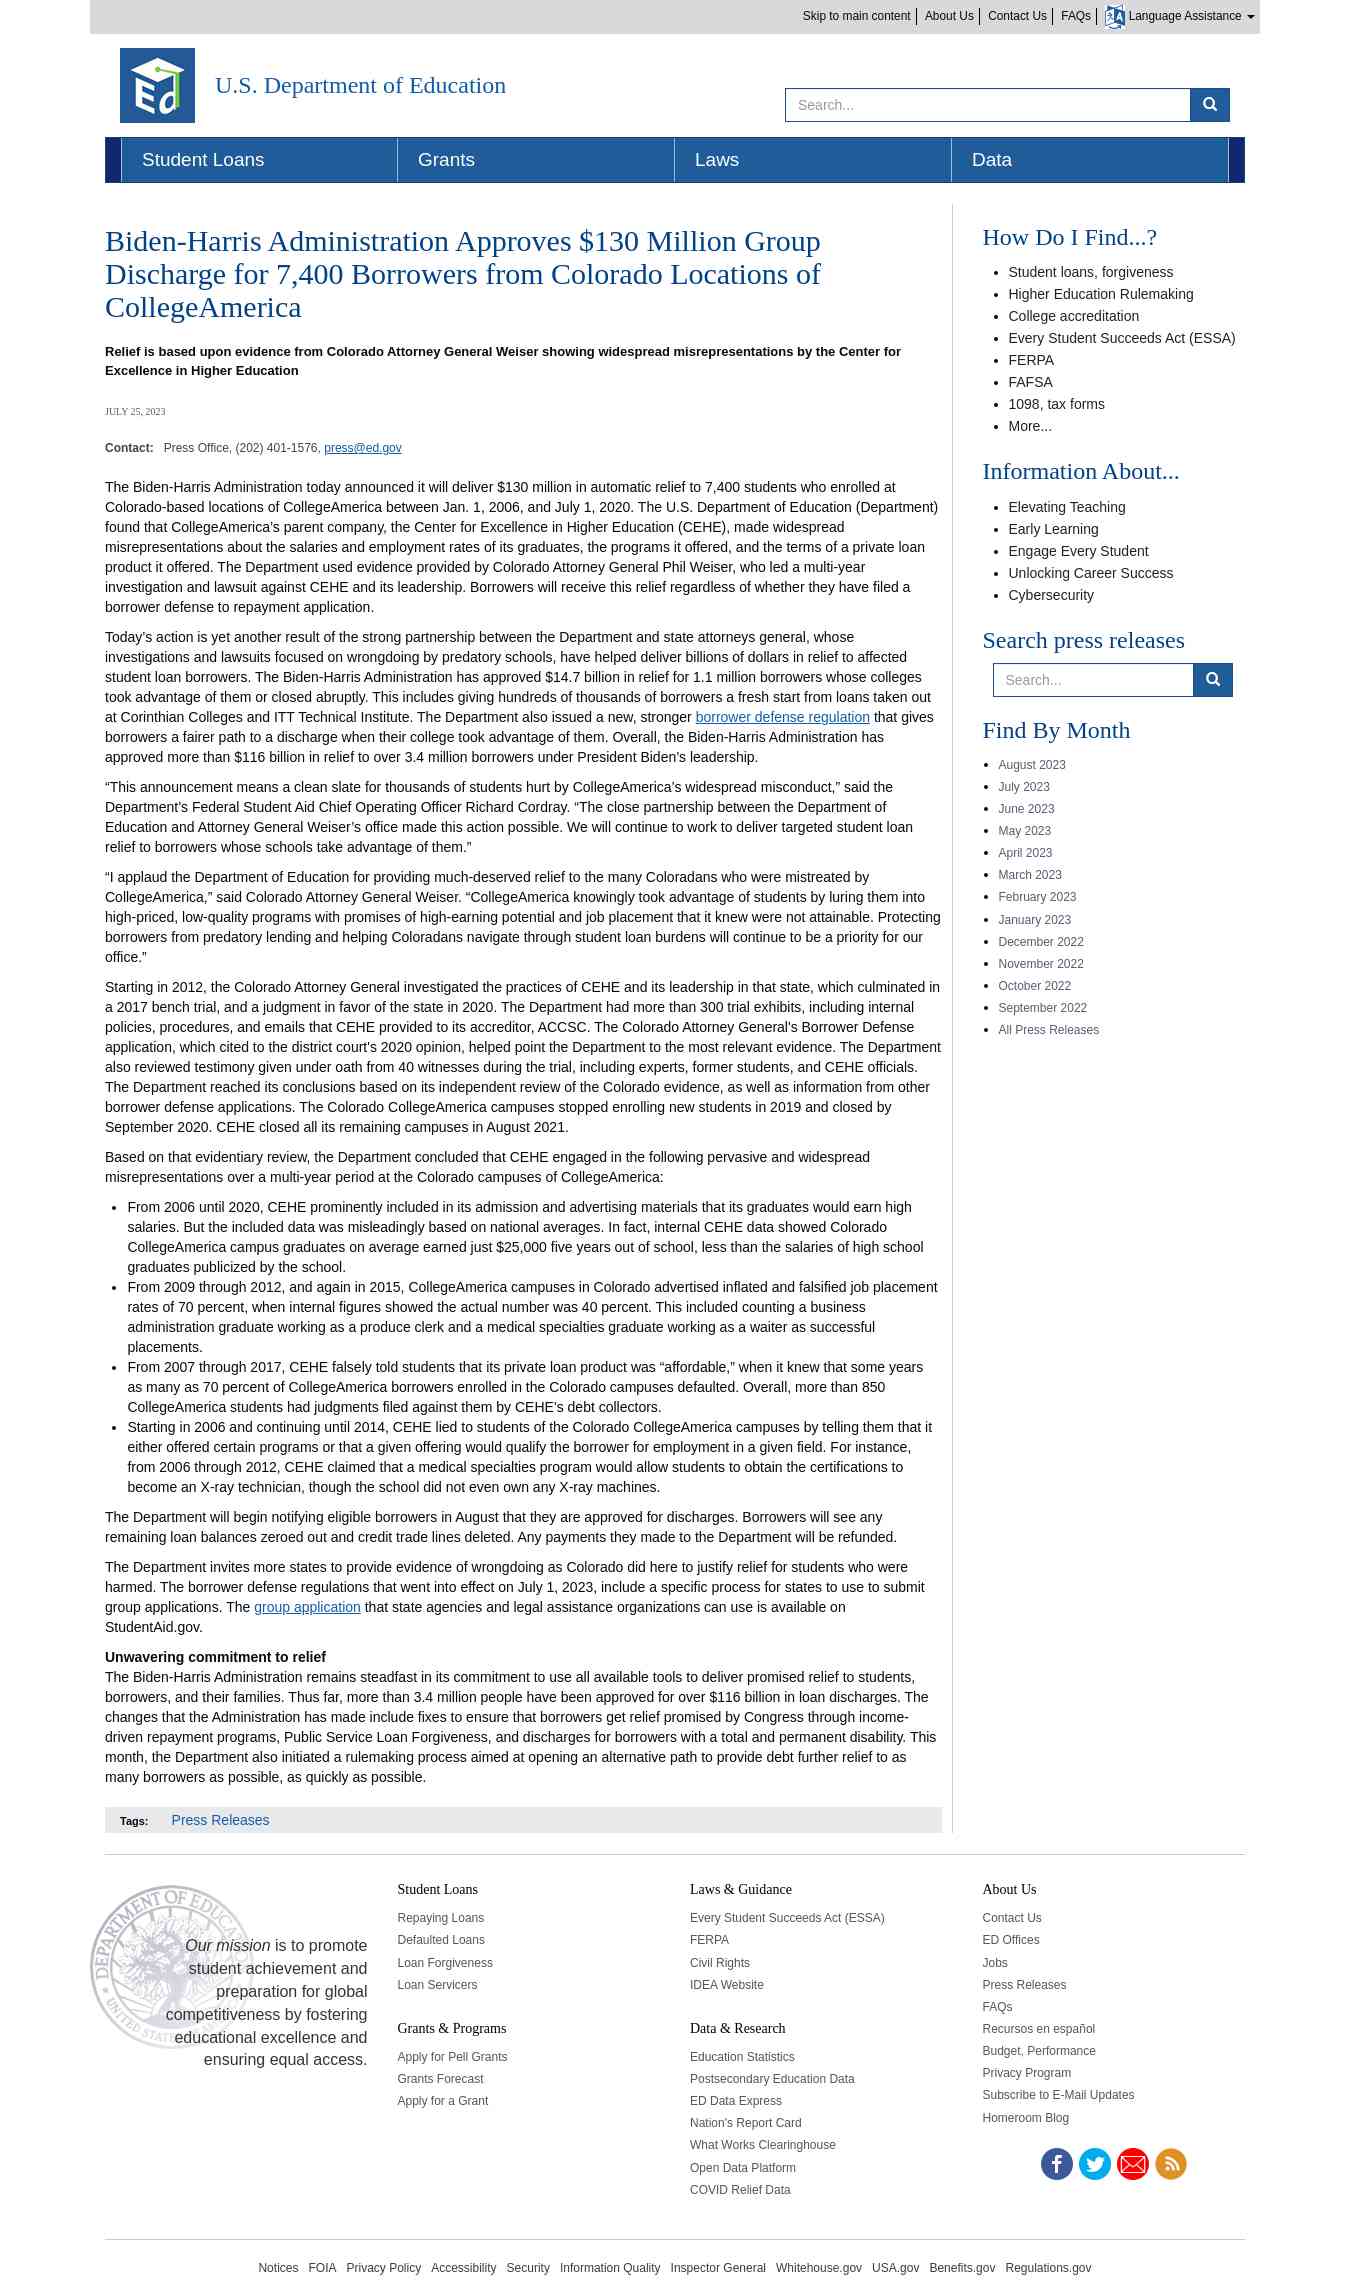 Skip to main content
About Us
Contact Us
FAQs
Language Assistance
U.S. Department of Education
Search...
Student Loans
Grants
Laws
Data
Biden-Harris Administration Approves $130 Million Group
Discharge for 7,400 Borrowers from Colorado Locations of
CollegeAmerica
Relief is based upon evidence from Colorado Attorney General Weiser showing widespread misrepresentations by the Center for
Excellence in Higher Education
JULY 25, 2023
Contact: Press Office, (202) 401-1576, press@ed.gov
The Biden-Harris Administration today announced it will deliver $130 million in automatic relief to 7,400 students who enrolled at
Colorado-based locations of CollegeAmerica between Jan. 1, 2006, and July 1, 2020. The U.S. Department of Education (Department)
found that CollegeAmerica’s parent company, the Center for Excellence in Higher Education (CEHE), made widespread
misrepresentations about the salaries and employment rates of its graduates, the programs it offered, and the terms of a private loan
product it offered. The Department used evidence provided by Colorado Attorney General Phil Weiser, who led a multi-year
investigation and lawsuit against CEHE and its leadership. Borrowers will receive this relief regardless of whether they have filed a
borrower defense to repayment application.
Today’s action is yet another result of the strong partnership between the Department and state attorneys general, whose
investigations and lawsuits focused on wrongdoing by predatory schools, have helped deliver billions of dollars in relief to affected
student loan borrowers. The Biden-Harris Administration has approved $14.7 billion in relief for 1.1 million borrowers whose colleges
took advantage of them or closed abruptly. This includes giving hundreds of thousands of borrowers a fresh start from loans taken out
at Corinthian Colleges and ITT Technical Institute. The Department also issued a new, stronger borrower defense regulation that gives
borrowers a fairer path to a discharge when their college took advantage of them. Overall, the Biden-Harris Administration has
approved more than $116 billion in relief to over 3.4 million borrowers under President Biden's leadership.
“This announcement means a clean slate for thousands of students hurt by CollegeAmerica’s widespread misconduct,” said the
Department’s Federal Student Aid Chief Operating Officer Richard Cordray. “The close partnership between the Department of
Education and Attorney General Weiser’s office made this action possible. We will continue to work to deliver targeted student loan
relief to borrowers whose schools take advantage of them.”
“I applaud the Department of Education for providing much-deserved relief to the many Coloradans who were mistreated by
CollegeAmerica,” said Colorado Attorney General Weiser. “CollegeAmerica knowingly took advantage of students by luring them into
high-priced, low-quality programs with promises of high-earning potential and job placement that it knew were not attainable. Protecting
borrowers from predatory lending and helping Coloradans navigate through student loan burdens will continue to be a priority for our
office.”
Starting in 2012, the Colorado Attorney General investigated the practices of CEHE and its leadership in that state, which culminated in
a 2017 bench trial, and a judgment in favor of the state in 2020. The Department had more than 300 trial exhibits, including internal
policies, procedures, and emails that CEHE provided to its accreditor, ACCSC. The Colorado Attorney General's Borrower Defense
application, which cited to the district court's 2020 opinion, helped point the Department to the most relevant evidence. The Department
also reviewed testimony given under oath from 40 witnesses during the trial, including experts, former students, and CEHE officials.
The Department reached its conclusions based on its independent review of the Colorado evidence, as well as information from other
borrower defense applications. The Colorado CollegeAmerica campuses stopped enrolling new students in 2019 and closed by
September 2020. CEHE closed all its remaining campuses in August 2021.
Based on that evidentiary review, the Department concluded that CEHE engaged in the following pervasive and widespread
misrepresentations over a multi-year period at the Colorado campuses of CollegeAmerica:
• From 2006 until 2020, CEHE prominently included in its admission and advertising materials that its graduates would earn high
salaries. But the included data was misleadingly based on national averages. In fact, internal CEHE data showed Colorado
CollegeAmerica campus graduates on average earned just $25,000 five years out of school, less than the salaries of high school
graduates publicized by the school.
• From 2009 through 2012, and again in 2015, CollegeAmerica campuses in Colorado advertised inflated and falsified job placement
rates of 70 percent, when internal figures showed the actual number was 40 percent. This included counting a business
administration graduate working as a produce clerk and a medical specialties graduate working as a waiter as successful
placements.
• From 2007 through 2017, CEHE falsely told students that its private loan product was “affordable,” when it knew that some years
as many as 70 percent of CollegeAmerica borrowers enrolled in the Colorado campuses defaulted. Overall, more than 850
CollegeAmerica students had judgments filed against them by CEHE's debt collectors.
• Starting in 2006 and continuing until 2014, CEHE lied to students of the Colorado CollegeAmerica campuses by telling them that it
either offered certain programs or that a given offering would qualify the borrower for employment in a given field. For instance,
from 2006 through 2012, CEHE claimed that a medical specialties program would allow students to obtain the certifications to
become an X-ray technician, though the school did not even own any X-ray machines.
The Department will begin notifying eligible borrowers in August that they are approved for discharges. Borrowers will see any
remaining loan balances zeroed out and credit trade lines deleted. Any payments they made to the Department will be refunded.
The Department invites more states to provide evidence of wrongdoing as Colorado did here to justify relief for students who were
harmed. The borrower defense regulations that went into effect on July 1, 2023, include a specific process for states to use to submit
group applications. The group application that state agencies and legal assistance organizations can use is available on
StudentAid.gov.
Unwavering commitment to relief
The Biden-Harris Administration remains steadfast in its commitment to use all available tools to deliver promised relief to students,
borrowers, and their families. Thus far, more than 3.4 million people have been approved for over $116 billion in loan discharges. The
changes that the Administration has made include fixes to ensure that borrowers get relief promised by Congress through income-
driven repayment programs, Public Service Loan Forgiveness, and discharges for borrowers with a total and permanent disability. This
month, the Department also initiated a rulemaking process aimed at opening an alternative path to provide debt further relief to as
many borrowers as possible, as quickly as possible.
Tags: Press Releases
How Do I Find...?
• Student loans, forgiveness
• Higher Education Rulemaking
• College accreditation
• Every Student Succeeds Act (ESSA)
• FERPA
• FAFSA
• 1098, tax forms
• More...
Information About...
• Elevating Teaching
• Early Learning
• Engage Every Student
• Unlocking Career Success
• Cybersecurity
Search press releases
Search...
Find By Month
• August 2023
• July 2023
• June 2023
• May 2023
• April 2023
• March 2023
• February 2023
• January 2023
• December 2022
• November 2022
• October 2022
• September 2022
• All Press Releases
Our mission is to promote
student achievement and
preparation for global
competitiveness by fostering
educational excellence and
ensuring equal access.
Student Loans
Repaying Loans
Defaulted Loans
Loan Forgiveness
Loan Servicers
Grants & Programs
Apply for Pell Grants
Grants Forecast
Apply for a Grant
Laws & Guidance
Every Student Succeeds Act (ESSA)
FERPA
Civil Rights
IDEA Website
Data & Research
Education Statistics
Postsecondary Education Data
ED Data Express
Nation's Report Card
What Works Clearinghouse
Open Data Platform
COVID Relief Data
About Us
Contact Us
ED Offices
Jobs
Press Releases
FAQs
Recursos en español
Budget, Performance
Privacy Program
Subscribe to E-Mail Updates
Homeroom Blog
Notices FOIA Privacy Policy Accessibility Security Information Quality Inspector General Whitehouse.gov USA.gov Benefits.gov Regulations.gov